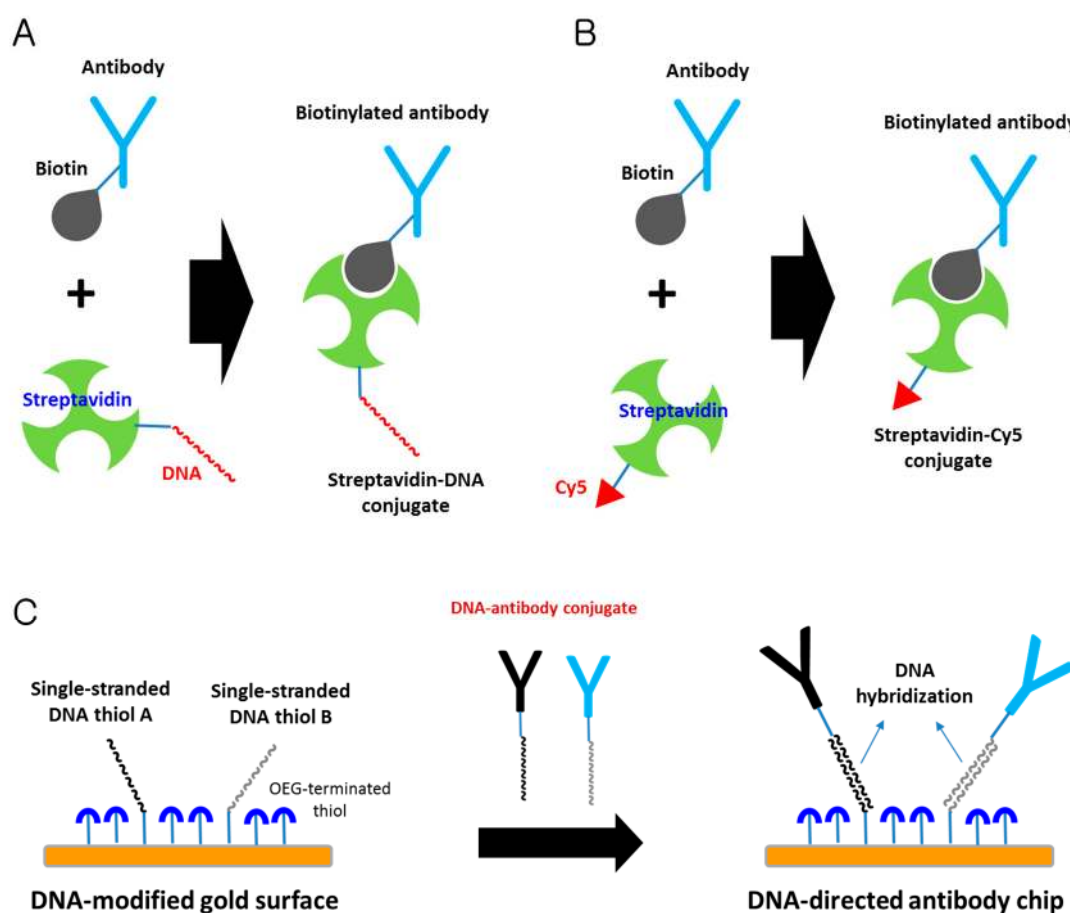 A
Antibody
Biotin
+
Streptavidin
DNA
Biotinylated antibody
Streptavidin-DNA
conjugate
B
Antibody
Biotin
+
Streptavidin
Cy5
Biotinylated antibody
Streptavidin-Cy5
conjugate
C
Single-stranded
DNA thiol A
Single-stranded
DNA thiol B
OEG-terminated
thiol
DNA-modified gold surface
DNA-antibody conjugate
DNA
hybridization
DNA-directed antibody chip